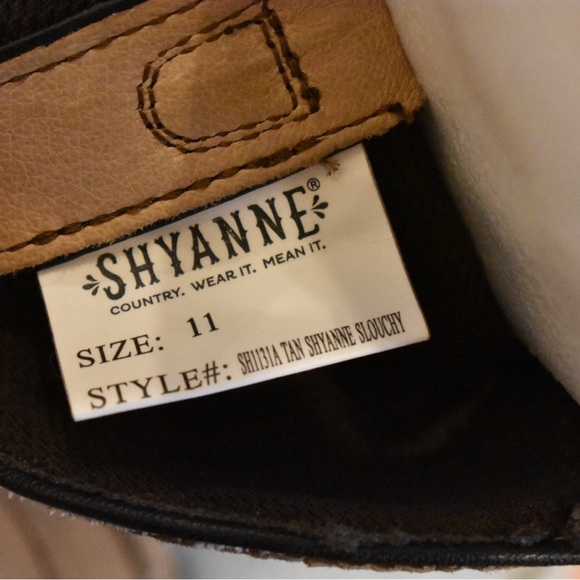 SHYANNE®
COUNTRY. WEAR IT. MEAN IT.
SIZE: 11
STYLE#: SH1131A TAN SHYANNE SLOUCHY